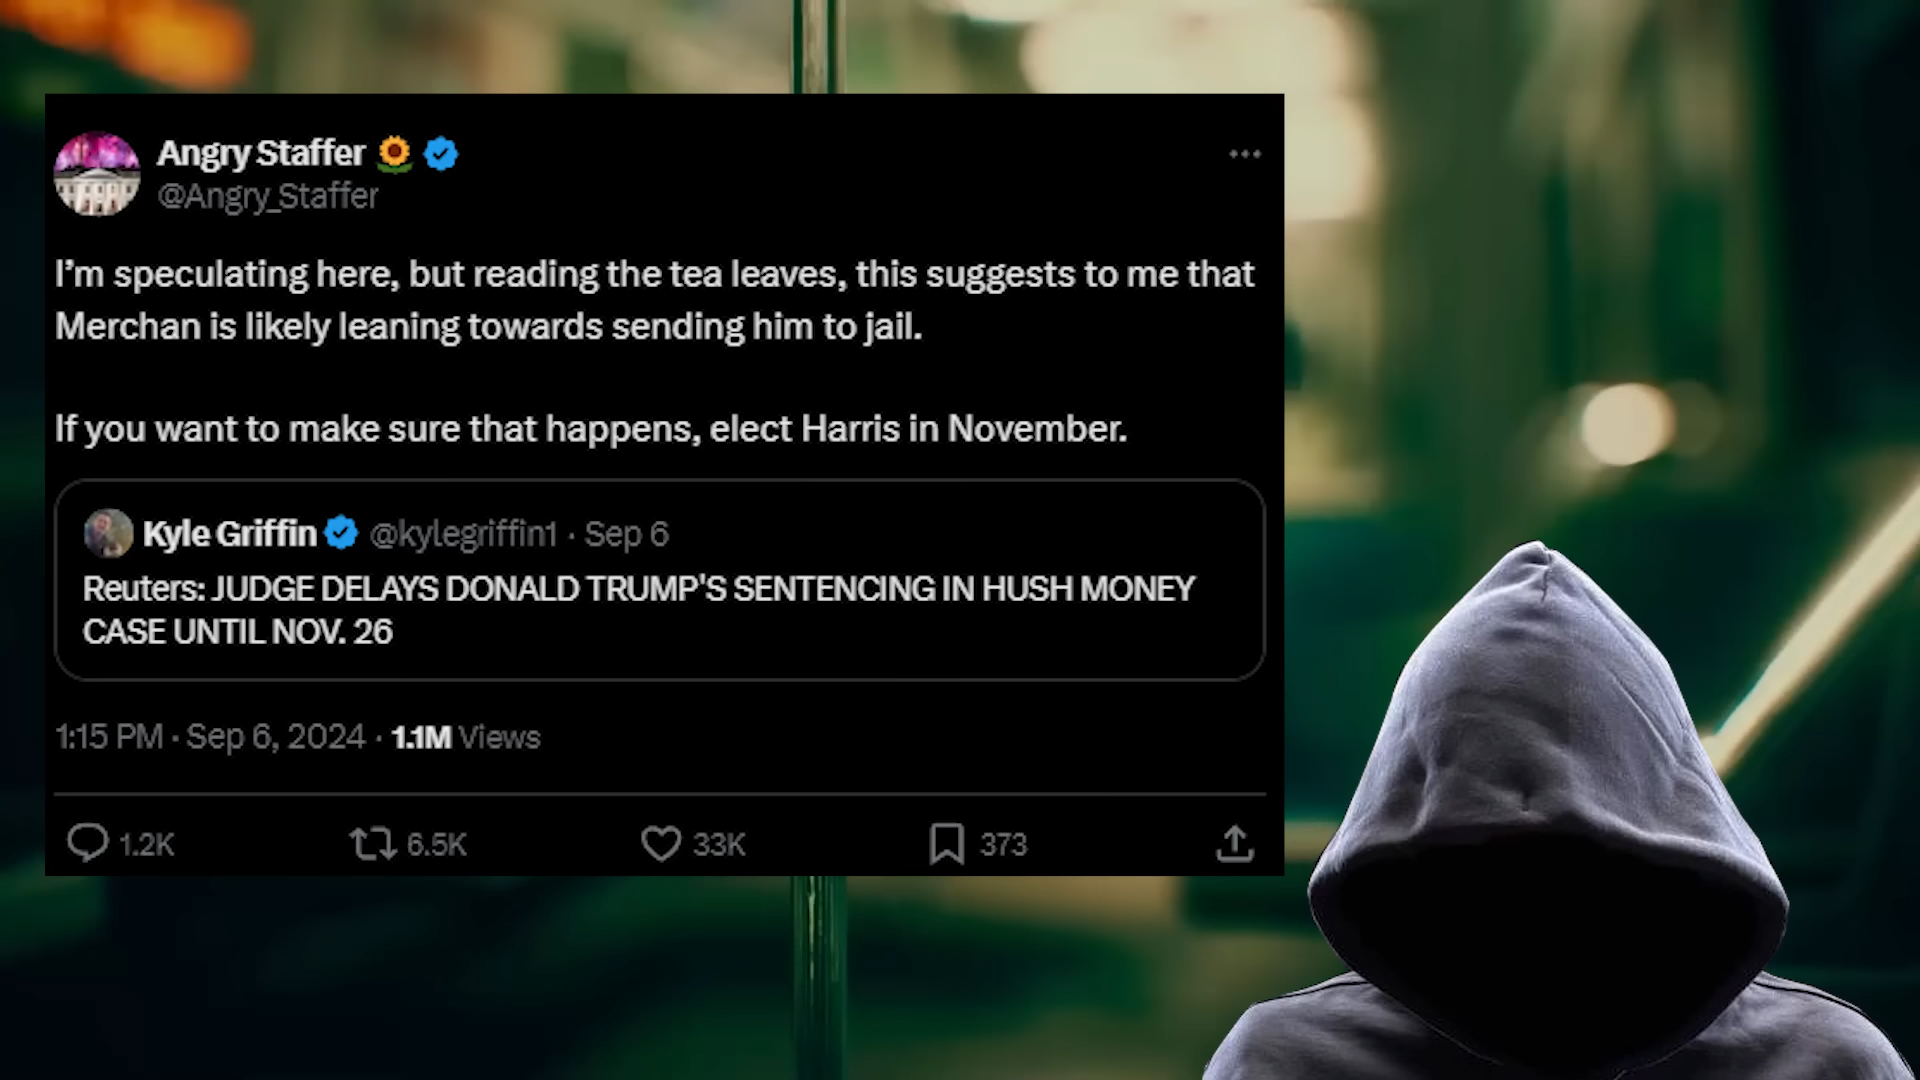 Angry Staffer 🌻
@Angry_Staffer
I’m speculating here, but reading the tea leaves, this suggests to me that
Merchan is likely leaning towards sending him to jail.
If you want to make sure that happens, elect Harris in November.
Kyle Griffin @kylegriffin1 · Sep 6
Reuters: JUDGE DELAYS DONALD TRUMP'S SENTENCING IN HUSH MONEY
CASE UNTIL NOV. 26
1:15 PM · Sep 6, 2024 · 1.1M Views
1.2K 6.5K 33K 373